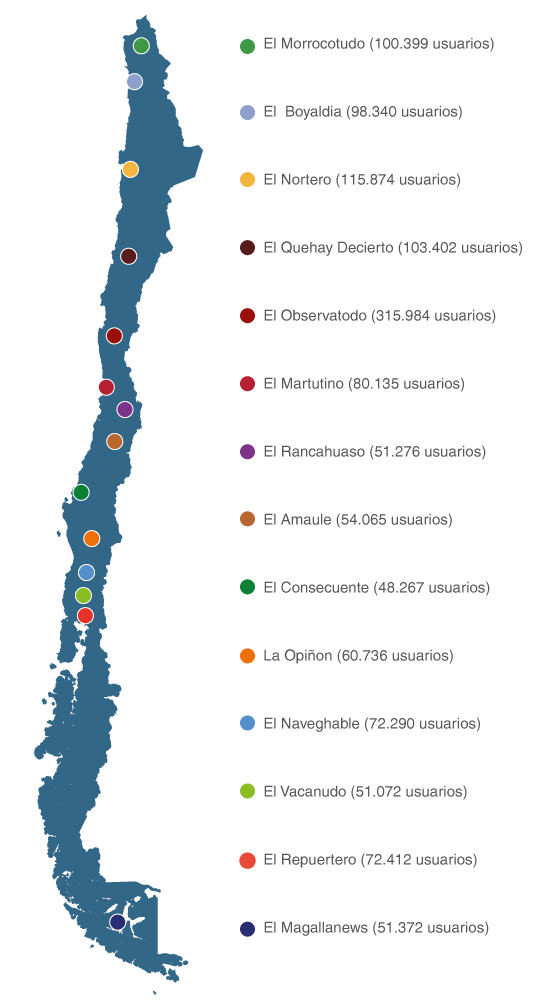 El Morrocotudo (100.399 usuarios)
El Boyaldia (98.340 usuarios)
El Nortero (115.874 usuarios)
El Quehay Decierto (103.402 usuarios)
El Observatodo (315.984 usuarios)
El Martutino (80.135 usuarios)
El Rancahuaso (51.276 usuarios)
El Amaule (54.065 usuarios)
El Consecuente (48.267 usuarios)
La Opiñon (60.736 usuarios)
El Naveghable (72.290 usuarios)
El Vacanudo (51.072 usuarios)
El Repuertero (72.412 usuarios)
El Magallanews (51.372 usuarios)